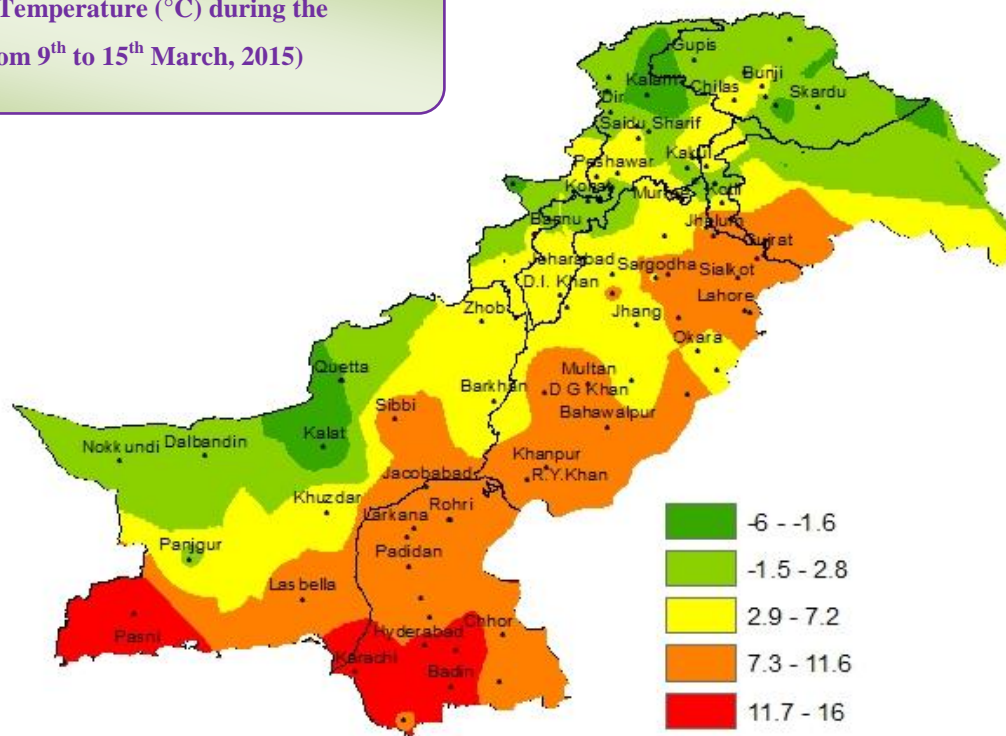 Temperature (°C) during the
om 9th to 15th March, 2015)
Gupis
Kalam
Chilas
Bunji
Skardu
Dir
Saidu Sharif
Peshawar
Kakul
Kohat
Murree
Kotli
Bannu
Jhalum
Gujrat
Joharabad
Sargodha
Sialkot
D.I. Khan
Lahore
Zhob
Jhang
Okara
Quetta
Multan
Barkhan
D G Khan
Sibbi
Bahawalpur
Kalat
Nokkundi
Dalbandin
Khanpur
Jacobabad
R.Y.Khan
Khuzdar
Rohri
Larkana
Panjgur
Padidan
Lasbella
Pasni
Hyderabad
Chhor
Karachi
Badin
-6 - -1.6
-1.5 - 2.8
2.9 - 7.2
7.3 - 11.6
11.7 - 16